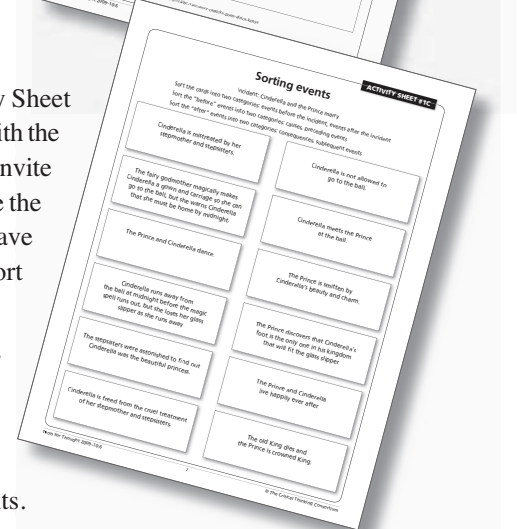 y Sheet
ith the
nvite
e the
ave
ort
ts.
ACTIVITY SHEET #1C
Sorting events
Incident: Cinderella and the Prince marry
Sort the cards into two categories: events before the incident, events after the incident
Sort the "before" events into two categories: causes, preceding events
Sort the "after" events into two categories: consequences, subsequent events
Cinderella is mistreated by her
stepmother and stepsisters.
Cinderella is not allowed to
go to the ball.
The fairy godmother magically makes
Cinderella a gown and carriage so she can
go to the ball, but she warns Cinderella
that she must be home by midnight.
Cinderella meets the Prince
at the ball.
The Prince and Cinderella dance.
The Prince is smitten by
Cinderella's beauty and charm.
Cinderella runs away from
the ball at midnight before the magic
spell runs out, but she loses her glass
slipper as she runs away.
The Prince discovers that Cinderella's
foot is the only one in his kingdom
that will fit the glass slipper
The stepsisters were astonished to find out
Cinderella was the beautiful princess.
The Prince and Cinderella
live happily ever after
Cinderella is freed from the cruel treatment
of her stepmother and stepsisters.
The old King dies and
the Prince is crowned King.
© The Critical Thinking Consortium